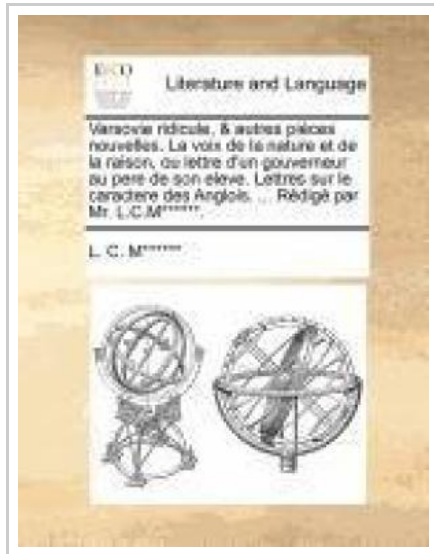 ECCO
Literature and Language
Varsovie ridicule, & autres pièces
nouvelles. La voix de la nature et de
la raison, ou lettre d'un gouverneur
au pere de son eleve. Lettres sur le
caractere des Anglois. ... Rédigé par
Mr. L.C.M******.
L. C. M******